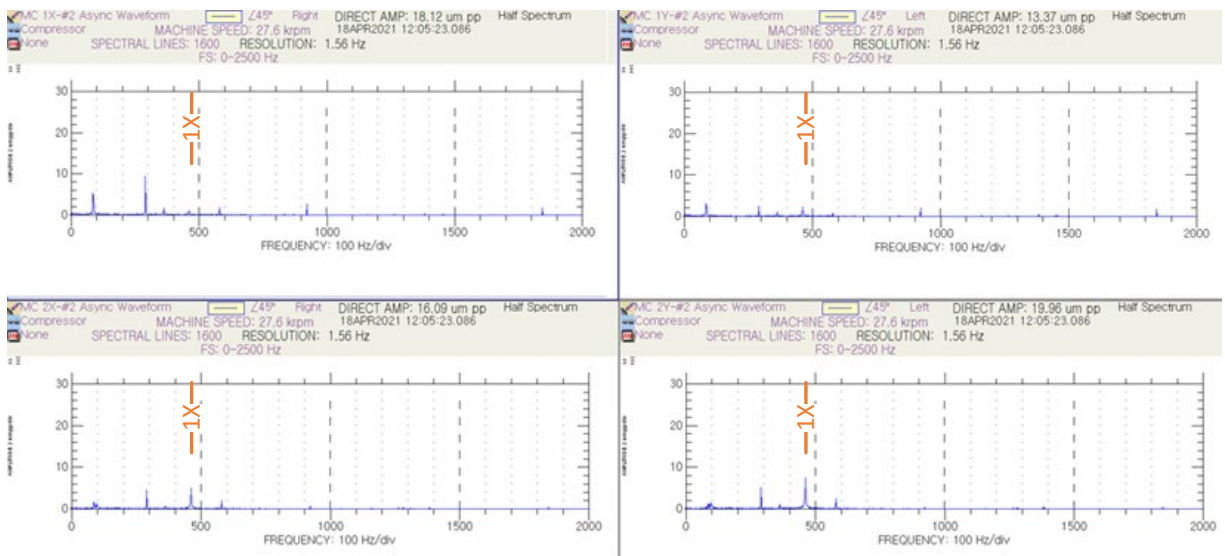 MC 1X-#2 Async Waveform ∠45° Right DIRECT AMP: 18.12 um pp Half Spectrum
Compressor MACHINE SPEED: 27.6 krpm 18APR2021 12:05:23.086
None SPECTRAL LINES: 1600 RESOLUTION: 1.56 Hz
FS: 0-2500 Hz
30
20
10
0
1X
0 500 1000 1500 2000
FREQUENCY: 100 Hz/div
MC 1Y-#2 Async Waveform ∠45° Left DIRECT AMP: 13.37 um pp Half Spectrum
Compressor MACHINE SPEED: 27.6 krpm 18APR2021 12:05:23.086
None SPECTRAL LINES: 1600 RESOLUTION: 1.56 Hz
FS: 0-2500 Hz
30
20
10
0
1X
0 500 1000 1500 2000
FREQUENCY: 100 Hz/div
MC 2X-#2 Async Waveform ∠45° Right DIRECT AMP: 16.09 um pp Half Spectrum
Compressor MACHINE SPEED: 27.6 krpm 18APR2021 12:05:23.086
None SPECTRAL LINES: 1600 RESOLUTION: 1.56 Hz
FS: 0-2500 Hz
30
20
10
0
1X
0 500 1000 1500 2000
FREQUENCY: 100 Hz/div
MC 2Y-#2 Async Waveform ∠45° Left DIRECT AMP: 19.96 um pp Half Spectrum
Compressor MACHINE SPEED: 27.6 krpm 18APR2021 12:05:23.086
None SPECTRAL LINES: 1600 RESOLUTION: 1.56 Hz
FS: 0-2500 Hz
30
20
10
0
1X
0 500 1000 1500 2000
FREQUENCY: 100 Hz/div